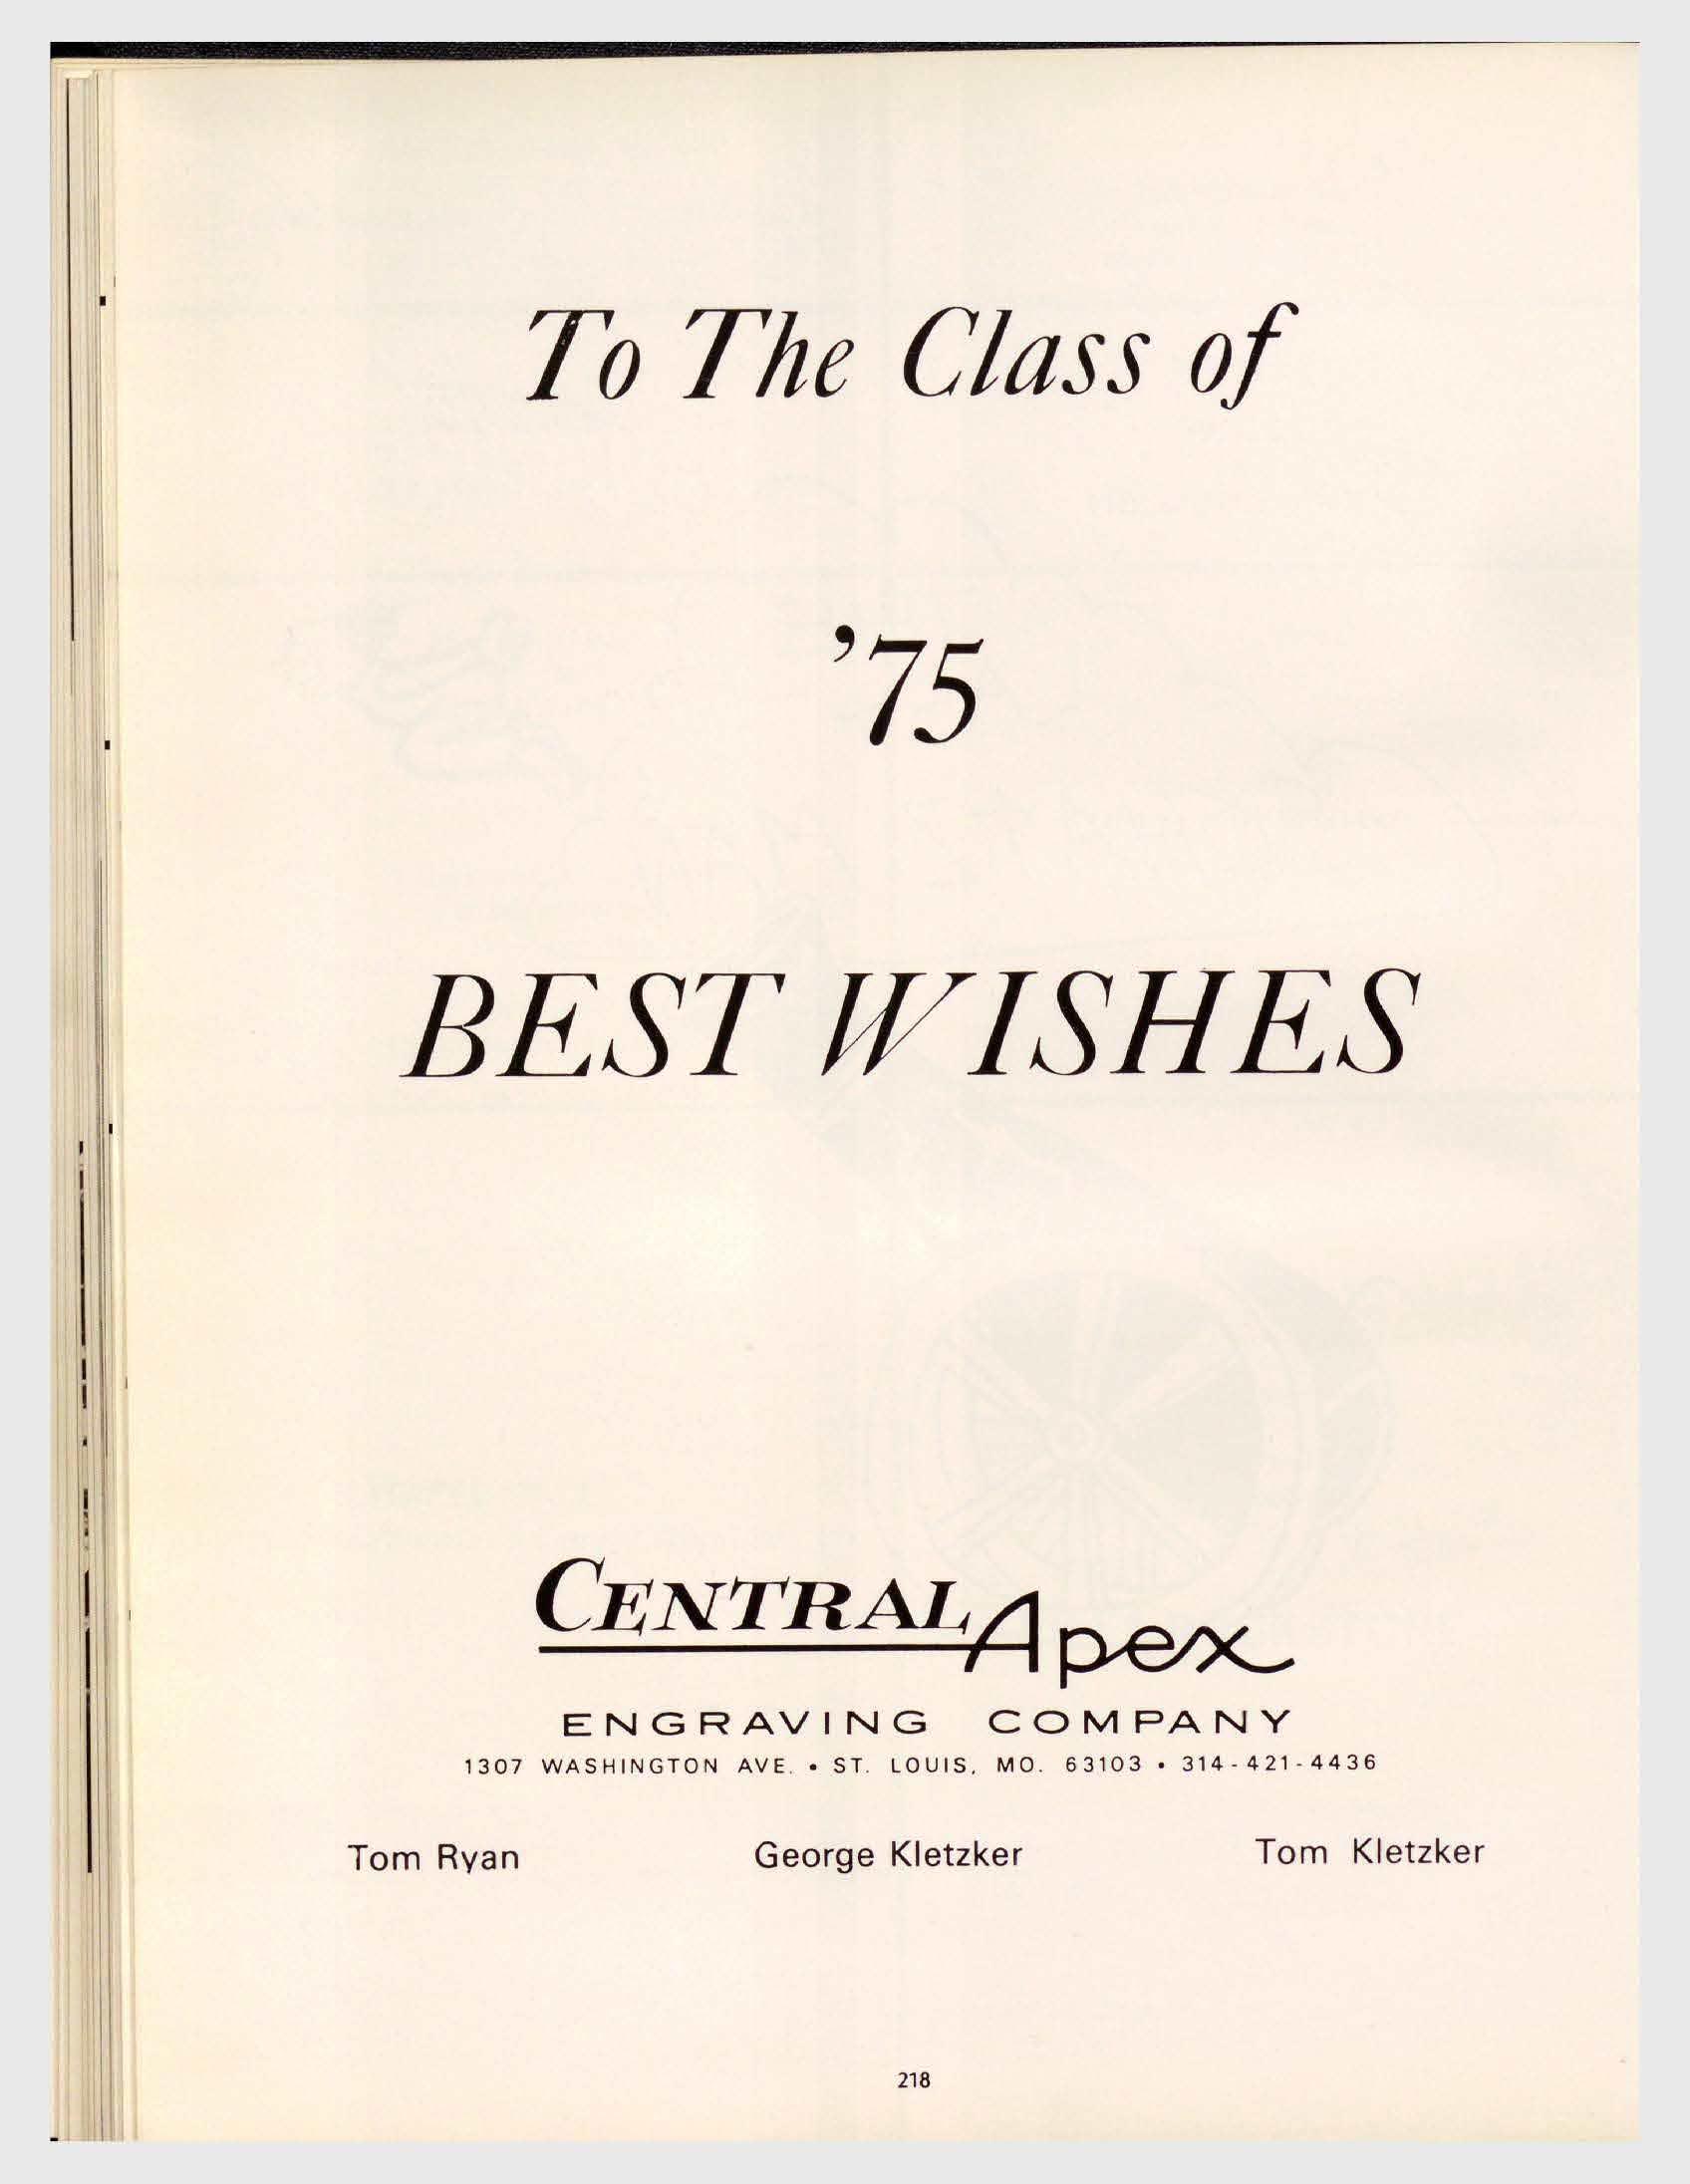 To The Class of
’75
BEST WISHES
CENTRAL Apex
ENGRAVING COMPANY
1307 WASHINGTON AVE. • ST. LOUIS, MO. 63103 • 314-421-4436
Tom Ryan George Kletzker Tom Kletzker
218